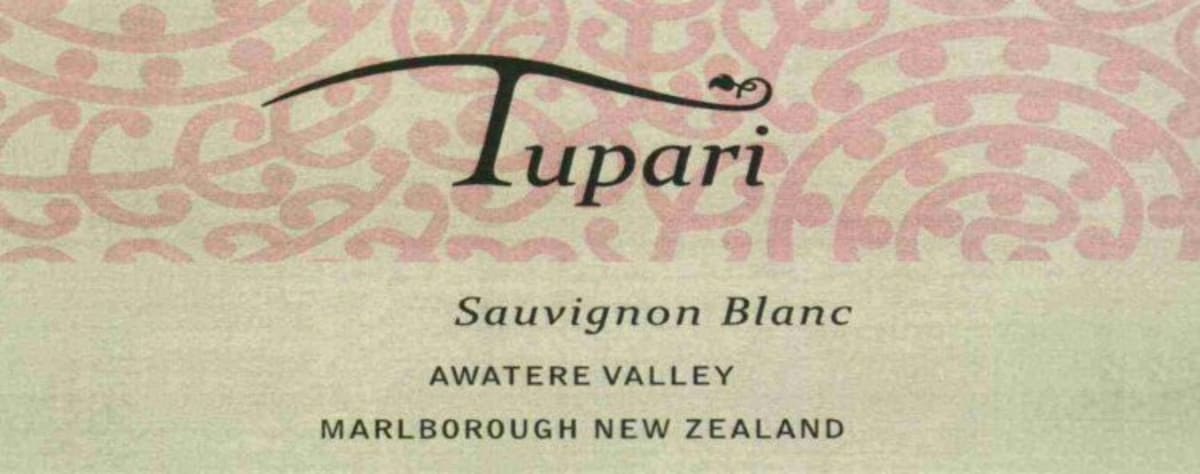 Tupari
Sauvignon Blanc
AWATERE VALLEY
MARLBOROUGH NEW ZEALAND